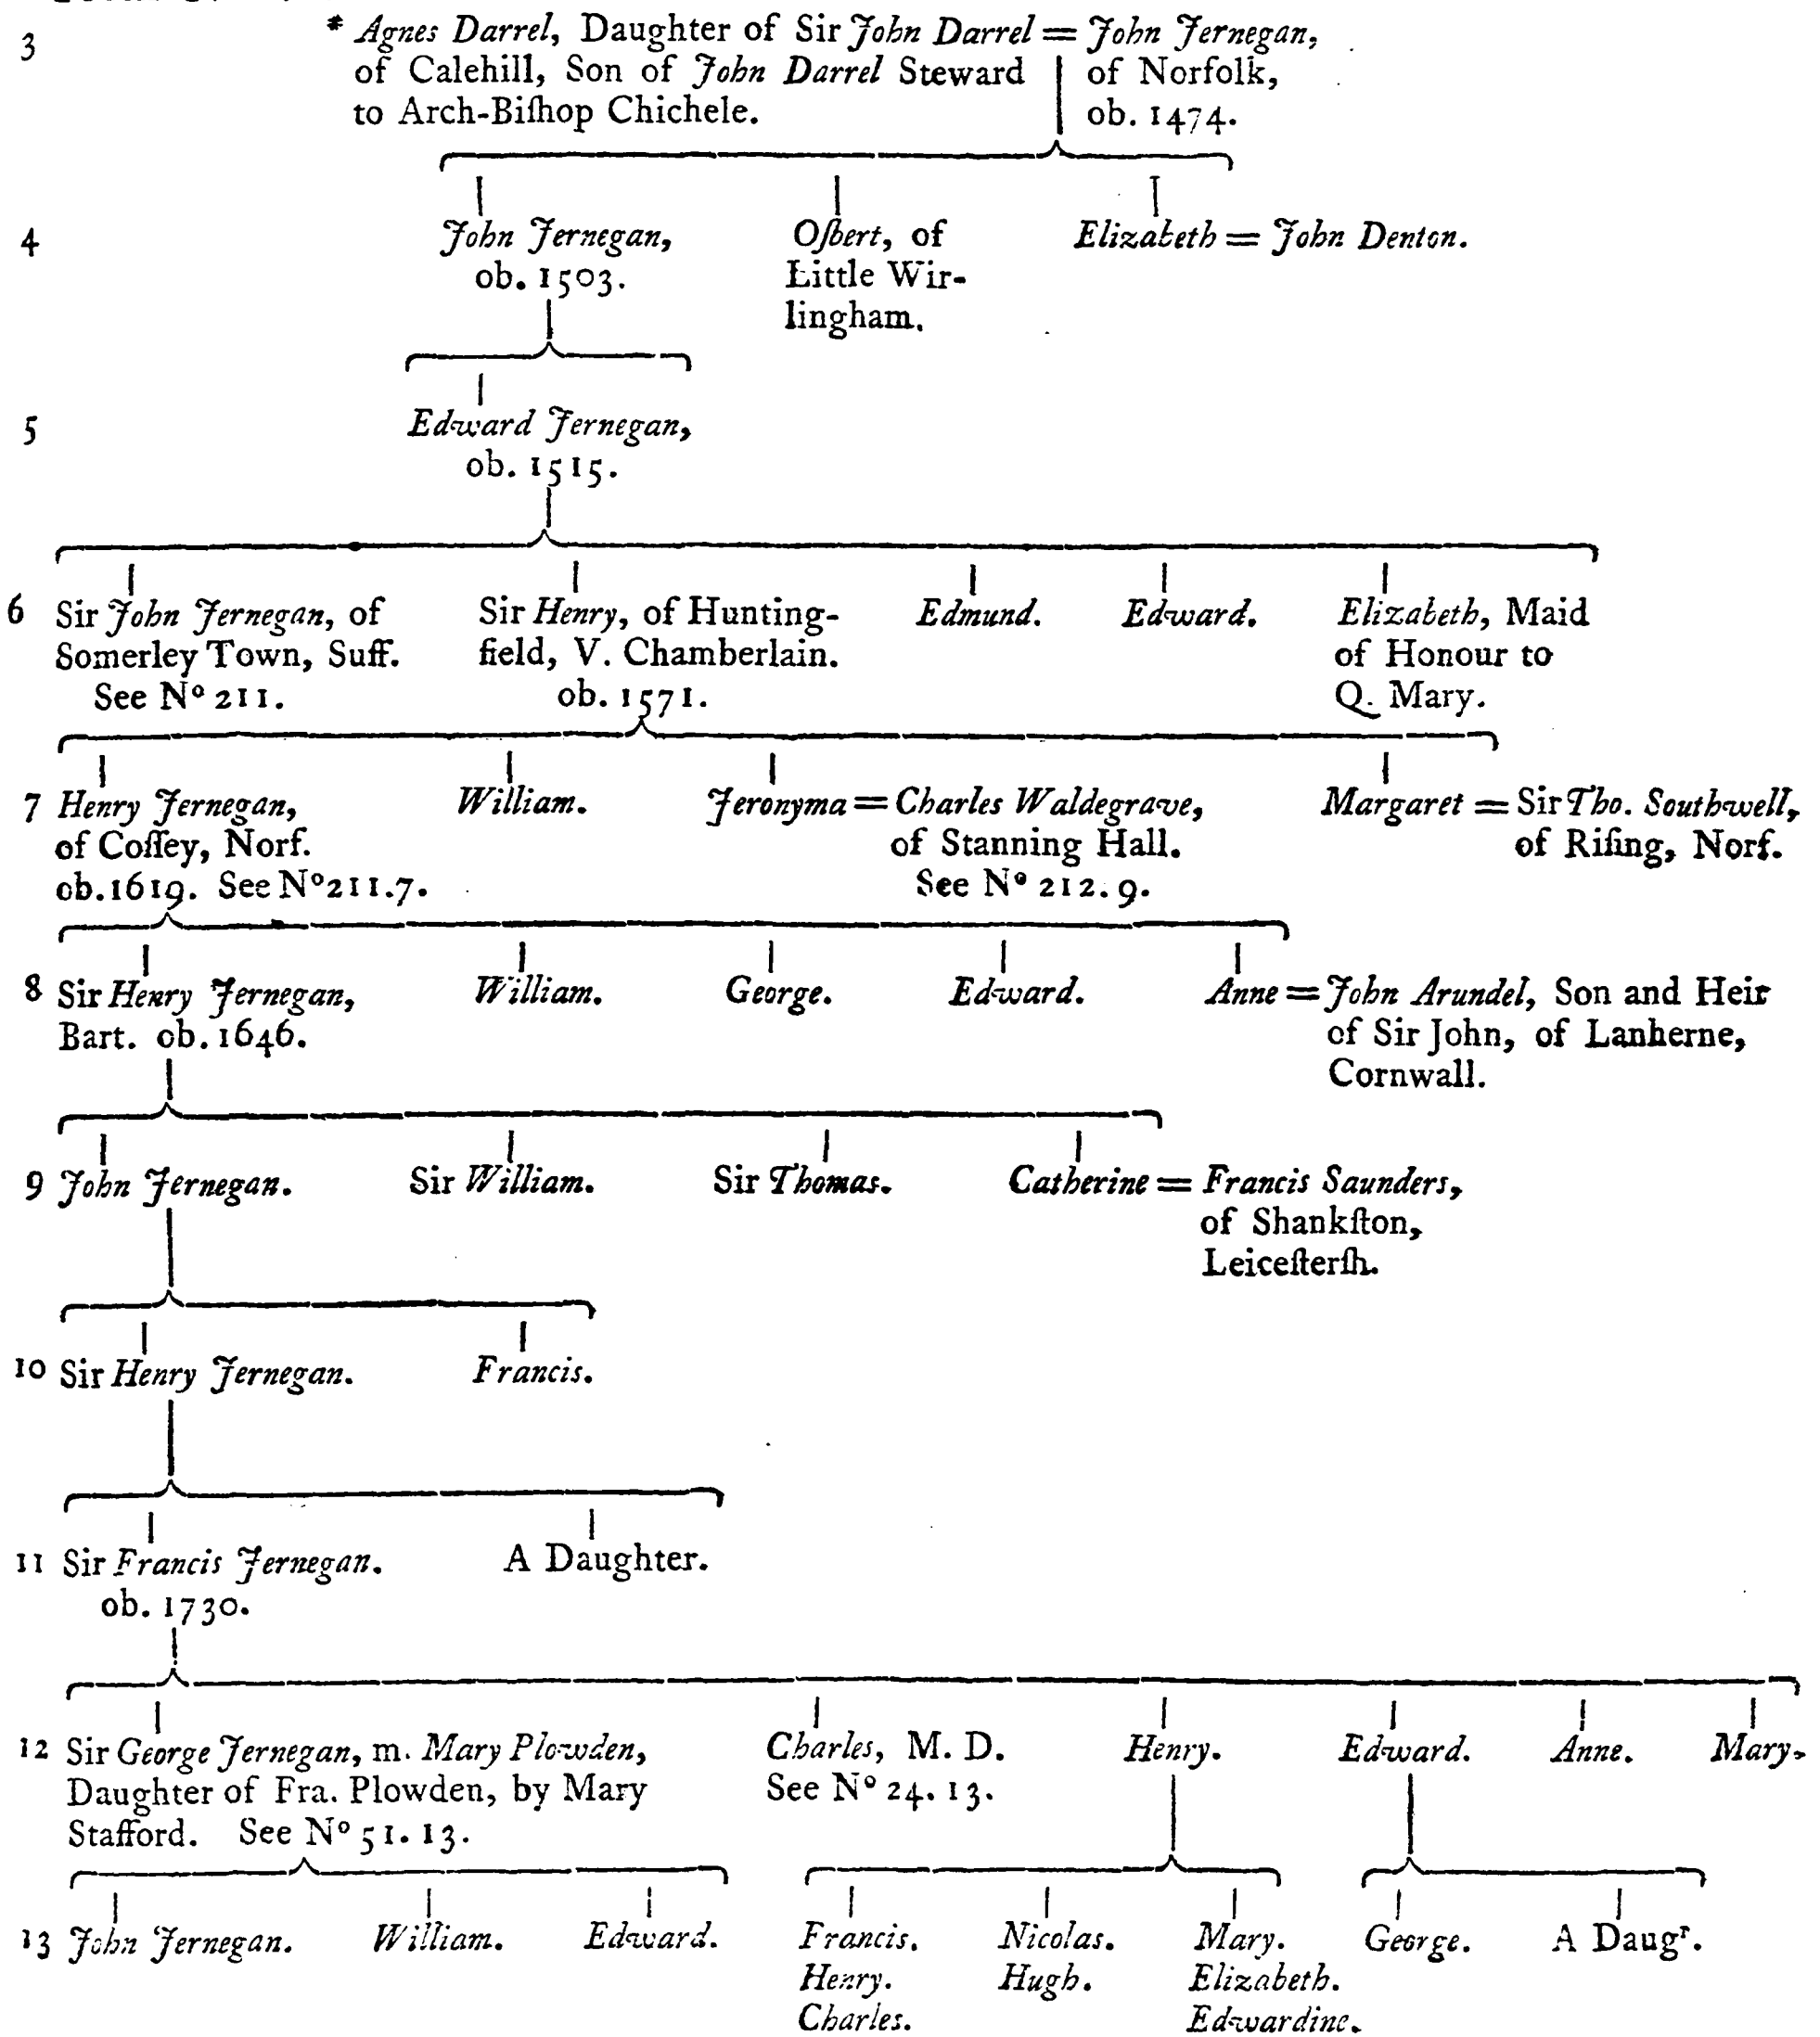 3
* Agnes Darrel, Daughter of Sir John Darrel = John Jernegan,
of Calehill, Son of John Darrel Steward of Norfolk,
to Arch-Biſhop Chichele. ob. 1474.
4 John Jernegan, Oſbert, of Elizabeth = John Denton.
ob. 1503. Little Wir-
lingham.
5 Edward Jernegan,
ob. 1515.
6 Sir John Jernegan, of Sir Henry, of Hunting- Edmund. Edward. Elizabeth, Maid
Somerley Town, Suff. field, V. Chamberlain. of Honour to
See No 211. ob. 1571. Q. Mary.
7 Henry Jernegan, William. Jeronyma = Charles Waldegrave, Margaret = Sir Tho. Southwell,
of Coſſey, Norf. of Stanning Hall. of Riſing, Norf.
ob. 1619. See No 211.7. See No 212. 9.
8 Sir Henry Jernegan, William. George. Edward. Anne = John Arundel, Son and Heir
Bart. ob. 1646. of Sir John, of Lanherne,
Cornwall.
9 John Jernegan. Sir William. Sir Thomas. Catherine = Francis Saunders,
of Shankſton,
Leiceſterſh.
10 Sir Henry Jernegan. Francis.
11 Sir Francis Jernegan. A Daughter.
ob. 1730.
12 Sir George Jernegan, m. Mary Plowden, Charles, M. D. Henry. Edward. Anne. Mary.
Daughter of Fra. Plowden, by Mary See No 24. 13.
Stafford. See No 51. 13.
13 John Jernegan. William. Edward. Francis. Nicolas. Mary. George. A Daugr.
Henry. Hugh. Elizabeth.
Charles. Edwardine.